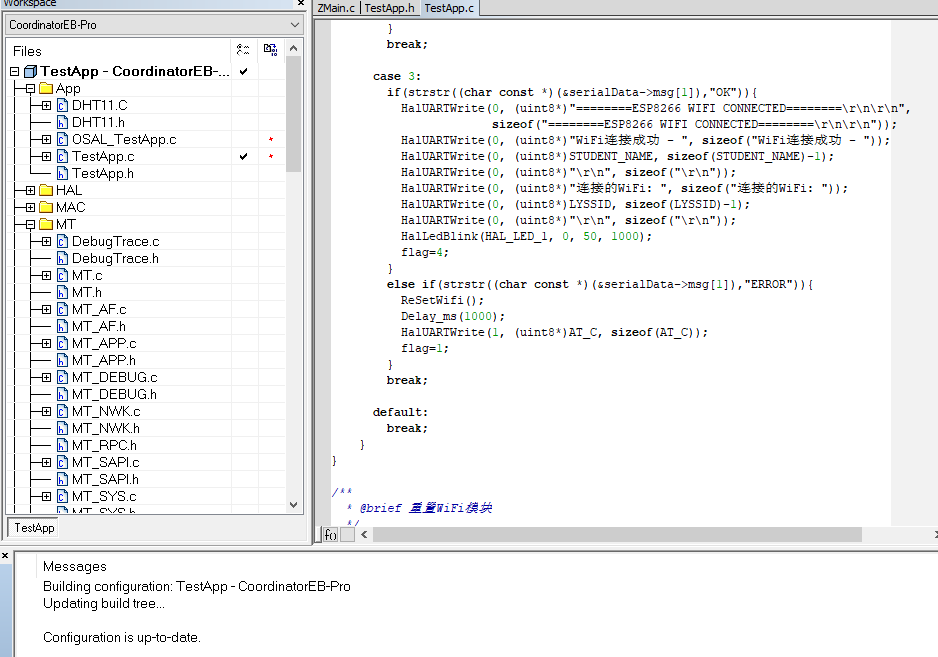 Workspace
CoordinatorEB-Pro
Files
TestApp - CoordinatorEB-...
App
DHT11.C
DHT11.h
OSAL_TestApp.c
TestApp.c
TestApp.h
HAL
MAC
MT
DebugTrace.c
DebugTrace.h
MT.c
MT.h
MT_AF.c
MT_AF.h
MT_APP.c
MT_APP.h
MT_DEBUG.c
MT_DEBUG.h
MT_NWK.c
MT_NWK.h
MT_RPC.h
MT_SAPI.c
MT_SAPI.h
MT_SYS.c
MT_SYS.h
TestApp
ZMain.c | TestApp.h | TestApp.c
}
break;
case 3:
if(strstr((char const *)(&serialData->msg[1]),"OK")){
HalUARTWrite(0, (uint8*)"========ESP8266 WIFI CONNECTED========\r\n\r\n",
sizeof("========ESP8266 WIFI CONNECTED========\r\n\r\n"));
HalUARTWrite(0, (uint8*)"WiFi连接成功 - ", sizeof("WiFi连接成功 - "));
HalUARTWrite(0, (uint8*)STUDENT_NAME, sizeof(STUDENT_NAME)-1);
HalUARTWrite(0, (uint8*)"\r\n", sizeof("\r\n"));
HalUARTWrite(0, (uint8*)"连接的WiFi: ", sizeof("连接的WiFi: "));
HalUARTWrite(0, (uint8*)LYSSID, sizeof(LYSSID)-1);
HalUARTWrite(0, (uint8*)"\r\n", sizeof("\r\n"));
HalLedBlink(HAL_LED_1, 0, 50, 1000);
flag=4;
}
else if(strstr((char const *)(&serialData->msg[1]),"ERROR")){
ReSetWifi();
Delay_ms(1000);
HalUARTWrite(1, (uint8*)AT_C, sizeof(AT_C));
flag=1;
}
break;
default:
break;
}
}
/**
* @brief 重置WiFi模块
*/
f()
Messages
Building configuration: TestApp - CoordinatorEB-Pro
Updating build tree...
Configuration is up-to-date.